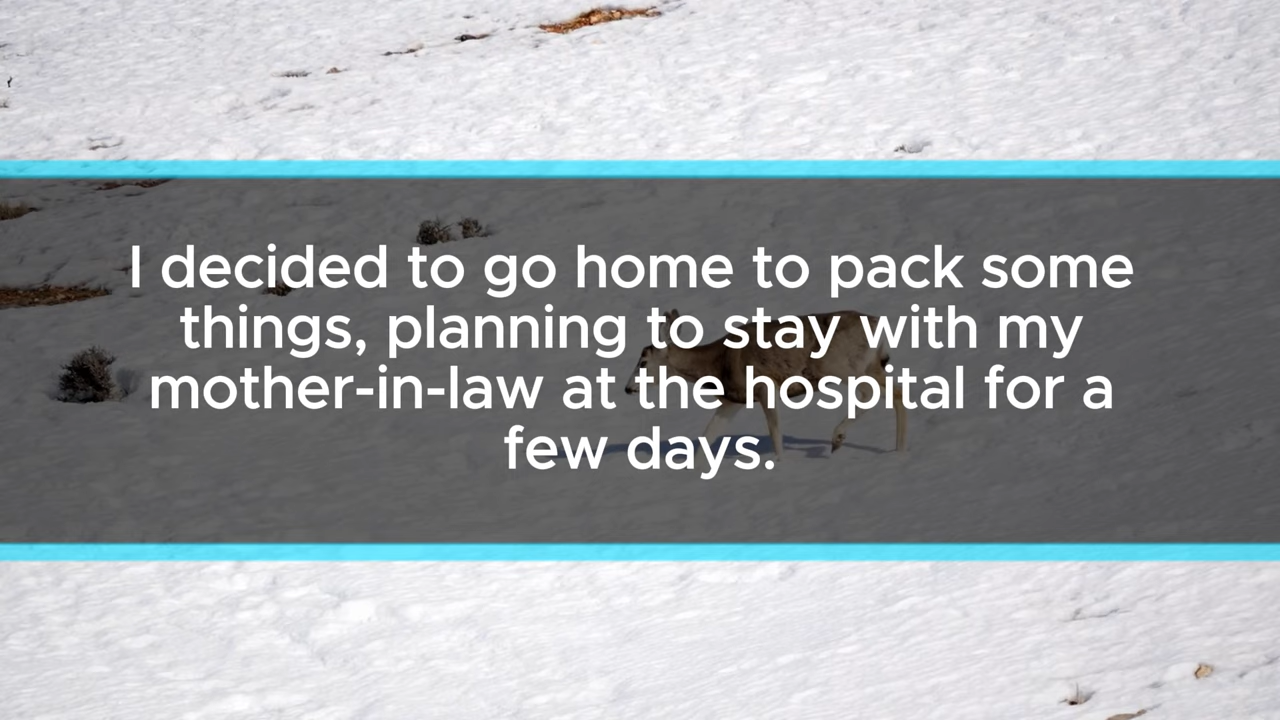 I decided to go home to pack some
things, planning to stay with my
mother-in-law at the hospital for a
few days.